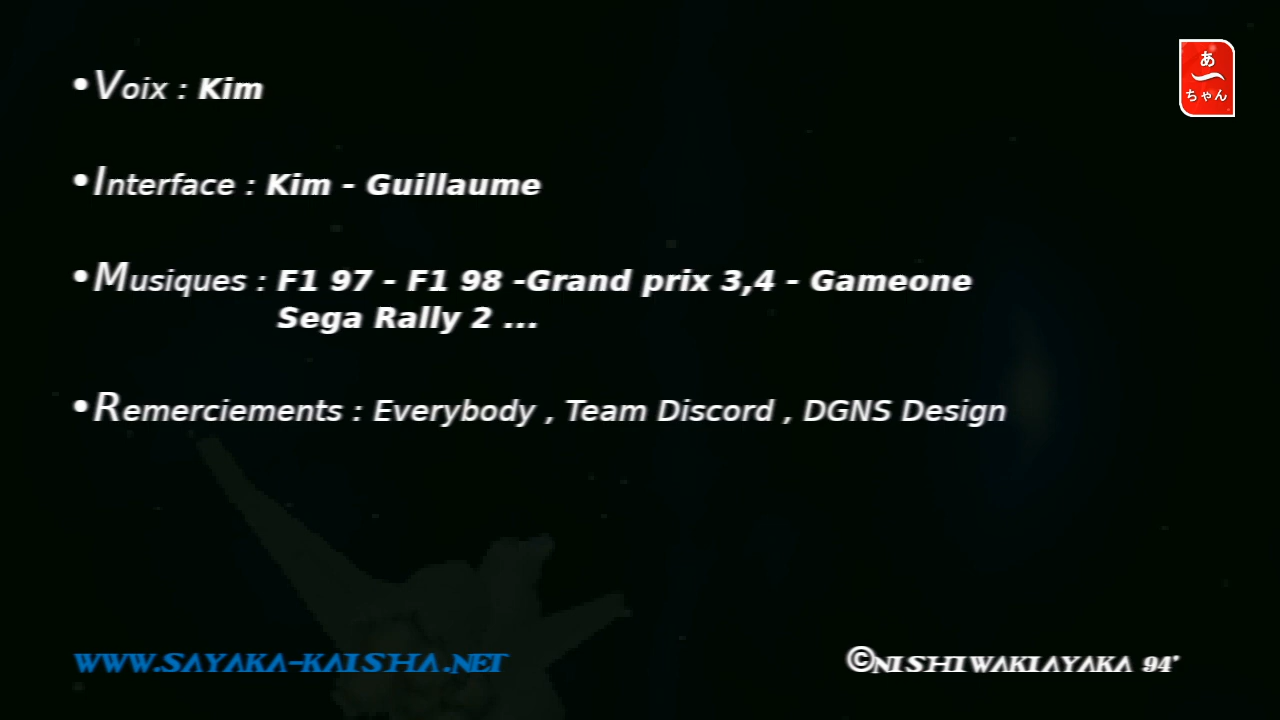 •Voix : Kim
あ
ー
ちゃん
•Interface : Kim - Guillaume
•Musiques : F1 97 - F1 98 -Grand prix 3,4 - Gameone
Sega Rally 2 ...
•Remerciements : Everybody , Team Discord , DGNS Design
WWW.SAYAKA-KAISHA.NET
©NISHIWAKIAYAKA 94'